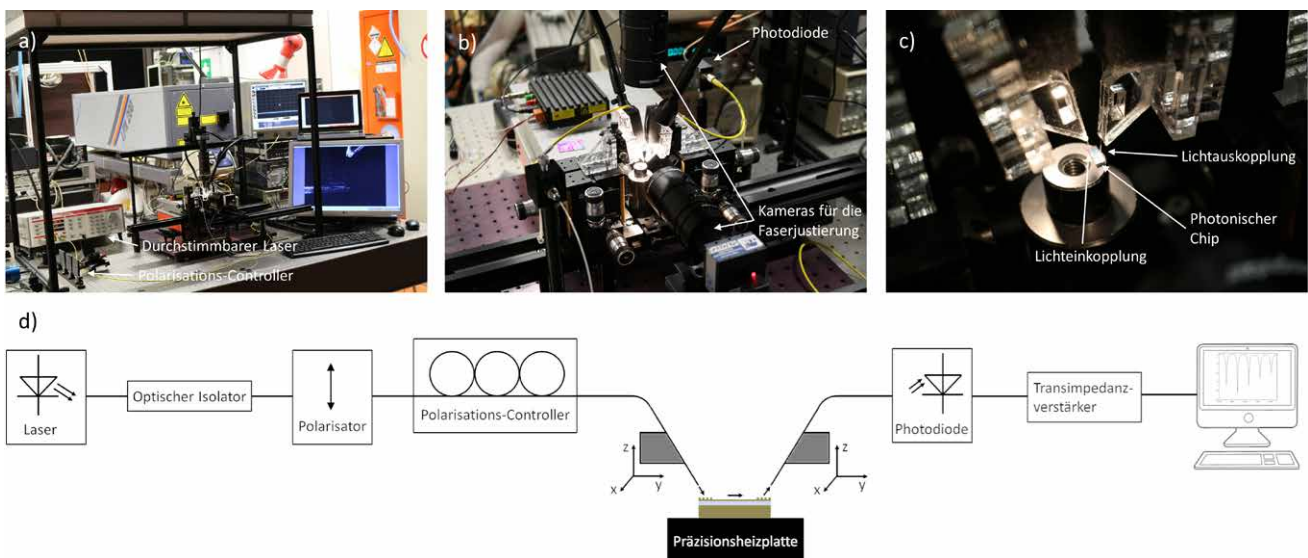 a)
Durchstimmbarer Laser
Polarisations-Controller
b)
Photodiode
Kameras für die
Faserjustierung
c)
Lichtauskopplung
Photonischer
Chip
Lichteinkopplung
d)
Laser
Optischer Isolator
Polarisator
Polarisations-Controller
z
y
x
Präzisionsheizplatte
z
y
x
Photodiode
Transimpedanz-
verstärker